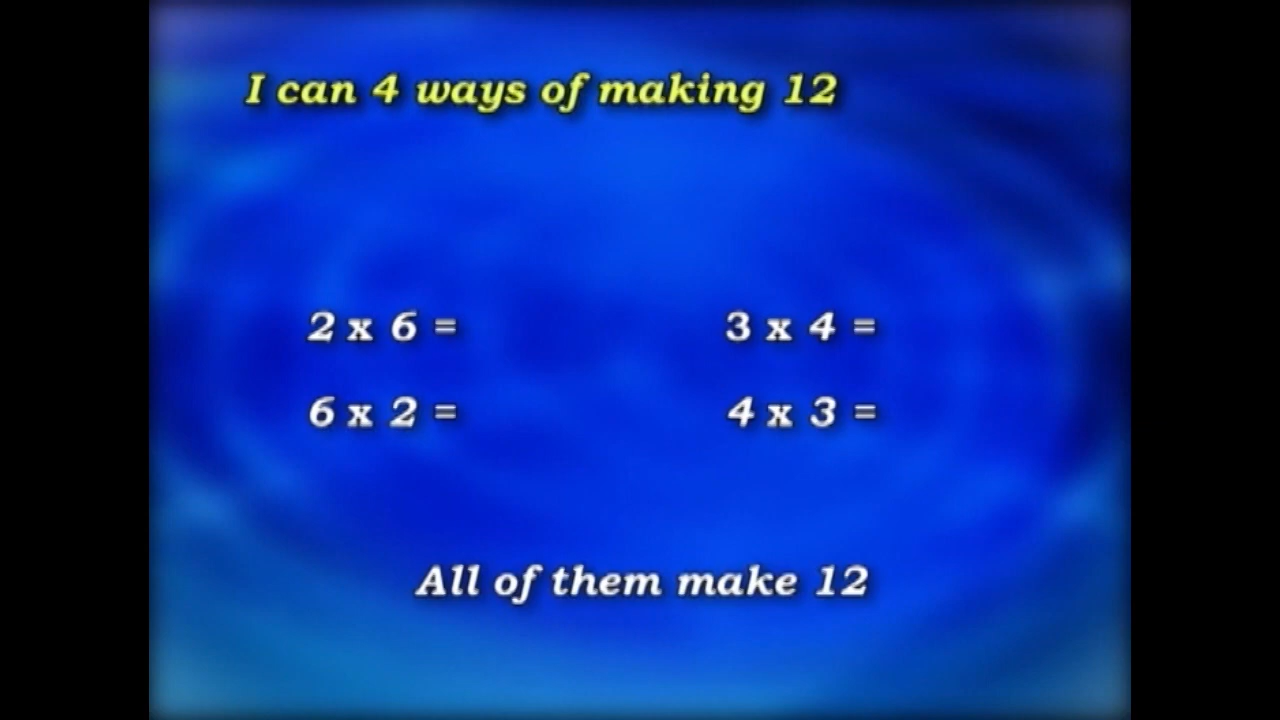 I can 4 ways of making 12
2 x 6 = 3 x 4 =
6 x 2 = 4 x 3 =
All of them make 12